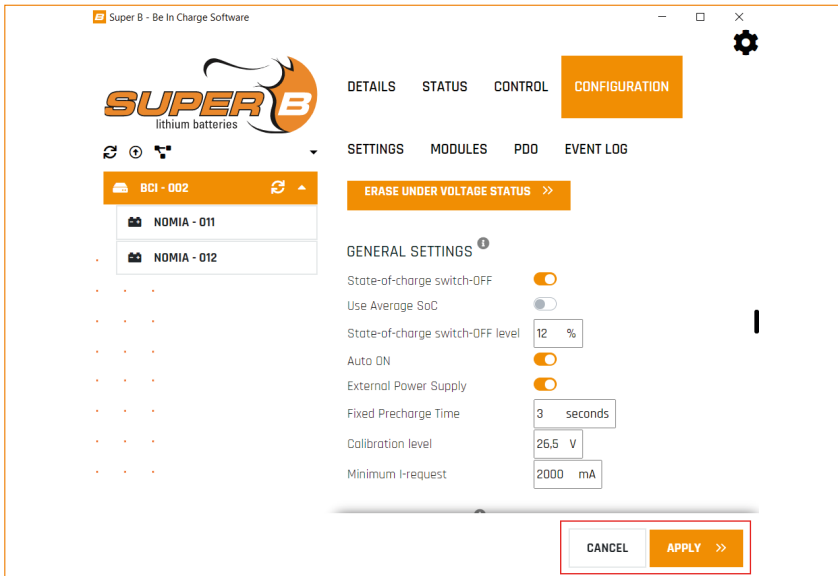 Super B - Be In Charge Software
SUPER B
lithium batteries
DETAILS STATUS CONTROL CONFIGURATION
SETTINGS MODULES PDO EVENT LOG
BCI - 002
NOMIA - 011
NOMIA - 012
ERASE UNDER VOLTAGE STATUS
GENERAL SETTINGS
State-of-charge switch-OFF
Use Average SoC
State-of-charge switch-OFF level 12 %
Auto ON
External Power Supply
Fixed Precharge Time 3 seconds
Calibration level 26,5 V
Minimum I-request 2000 mA
CANCEL APPLY